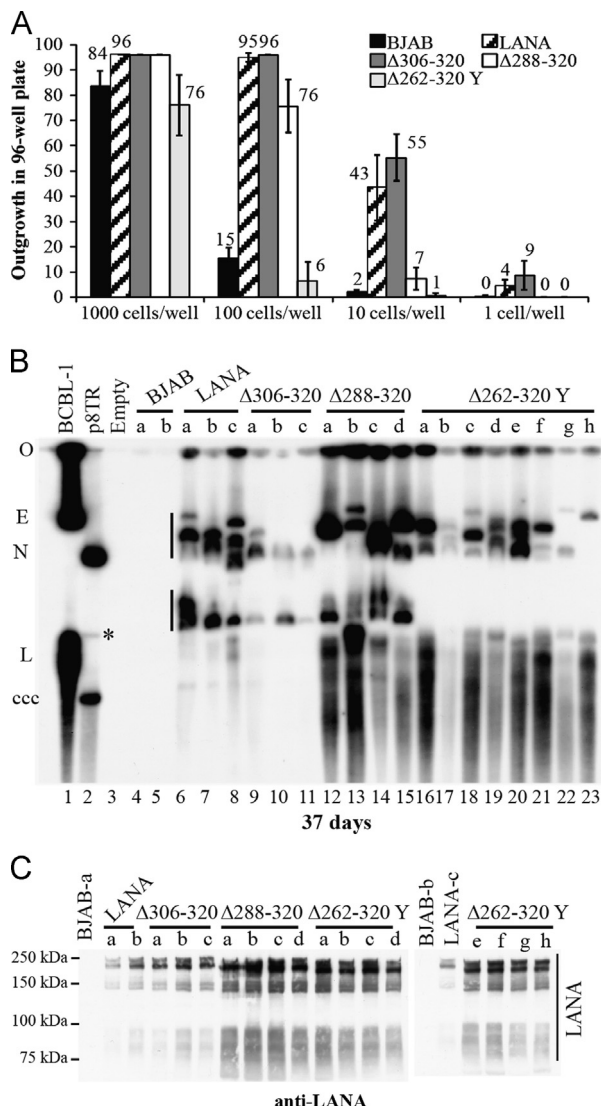 A
BJAB LANA
Δ306-320 Δ288-320
Δ262-320 Y
Outgrowth in 96-well plate
100
90
80
70
60
50
40
30
20
10
0
84 96 76
15 95 96 76 6
2 43 55 7 1
0 4 9 0 0
1000 cells/well 100 cells/well 10 cells/well 1 cell/well
B
BCBL-1 p8TR Empty BJAB LANA Δ306-320 Δ288-320 Δ262-320 Y
a b a b c a b c a b c d a b c d e f g h
O
E
N
*
L
ccc
1 2 3 4 5 6 7 8 9 10 11 12 13 14 15 16 17 18 19 20 21 22 23
37 days
C
BJAB-a LANA Δ306-320 Δ288-320 Δ262-320 Y BJAB-b LANA-c Δ262-320 Y
a b a b c a b c d a b c d e f g h
250 kDa
150 kDa
100 kDa
75 kDa
LANA
anti-LANA